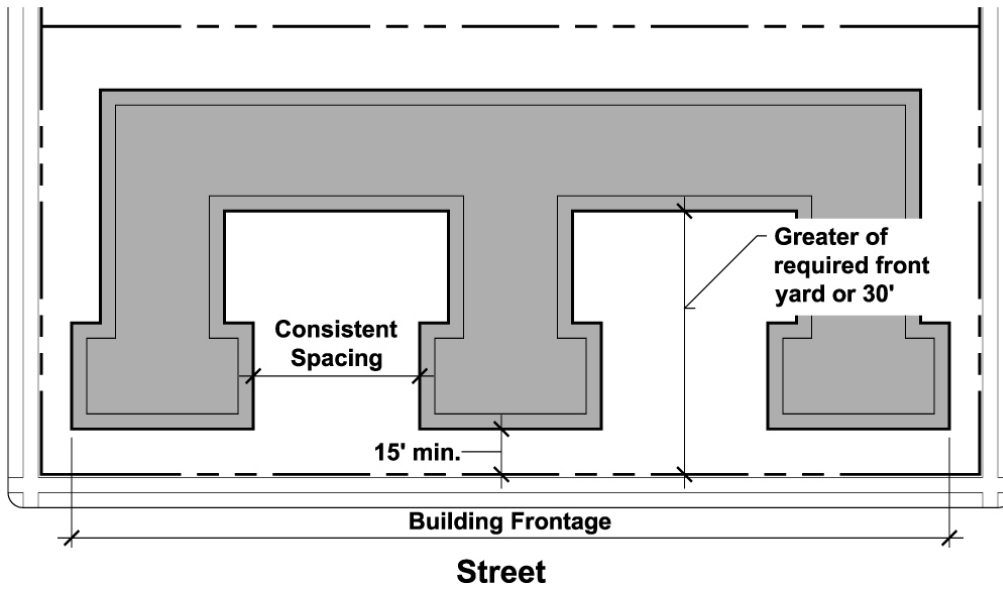 Greater of
required front
yard or 30'
Consistent
Spacing
15' min.
Building Frontage
Street